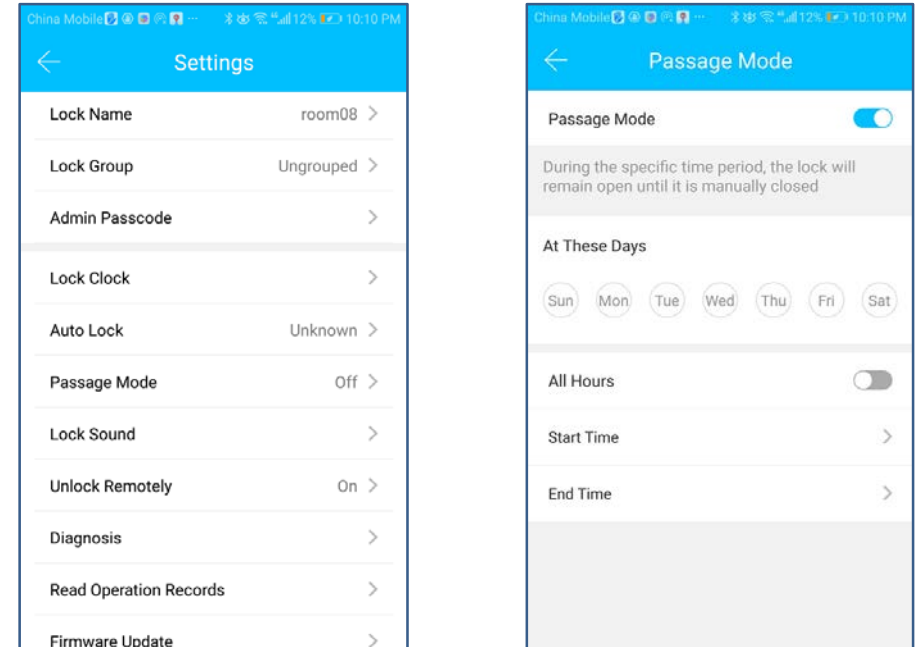 China Mobile 12% 10:10 PM
Settings
Lock Name room08
Lock Group Ungrouped
Admin Passcode
Lock Clock
Auto Lock Unknown
Passage Mode Off
Lock Sound
Unlock Remotely On
Diagnosis
Read Operation Records
Firmware Update
China Mobile 12% 10:10 PM
Passage Mode
Passage Mode
During the specific time period, the lock will
remain open until it is manually closed
At These Days
Sun Mon Tue Wed Thu Fri Sat
All Hours
Start Time
End Time